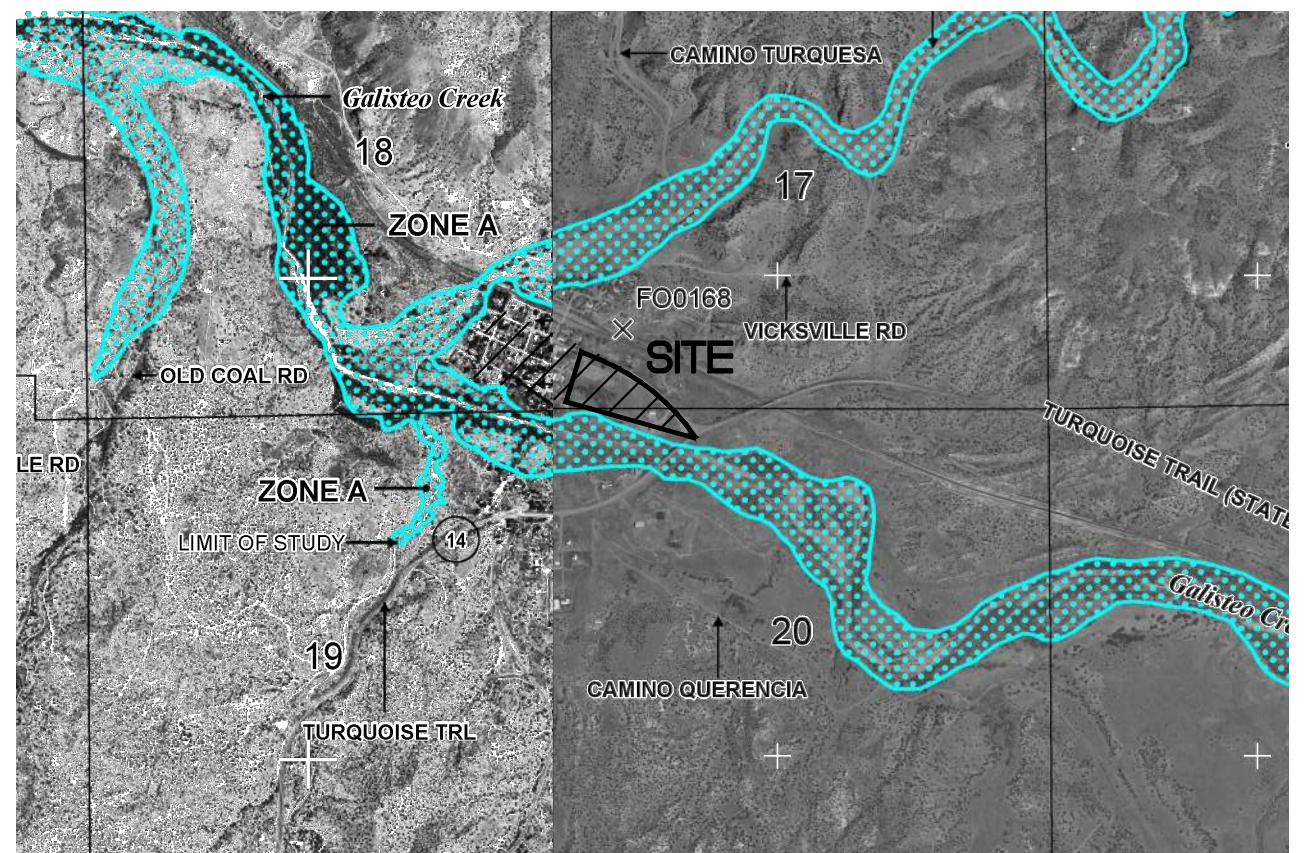 CAMINO TURQUESA
Galisteo Creek
18
17
ZONE A
FO0168
VICKSVILLE RD
SITE
OLD COAL RD
TURQUOISE TRAIL (STATE
LE RD
ZONE A
LIMIT OF STUDY
14
Galisteo Cre
20
19
CAMINO QUERENCIA
TURQUOISE TRL